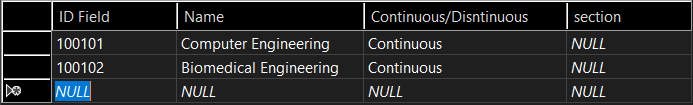 ID Field Name Continuous/Disntinuous section
100101 Computer Engineering Continuous NULL
100102 Biomedical Engineering Continuous NULL
NULL NULL NULL NULL